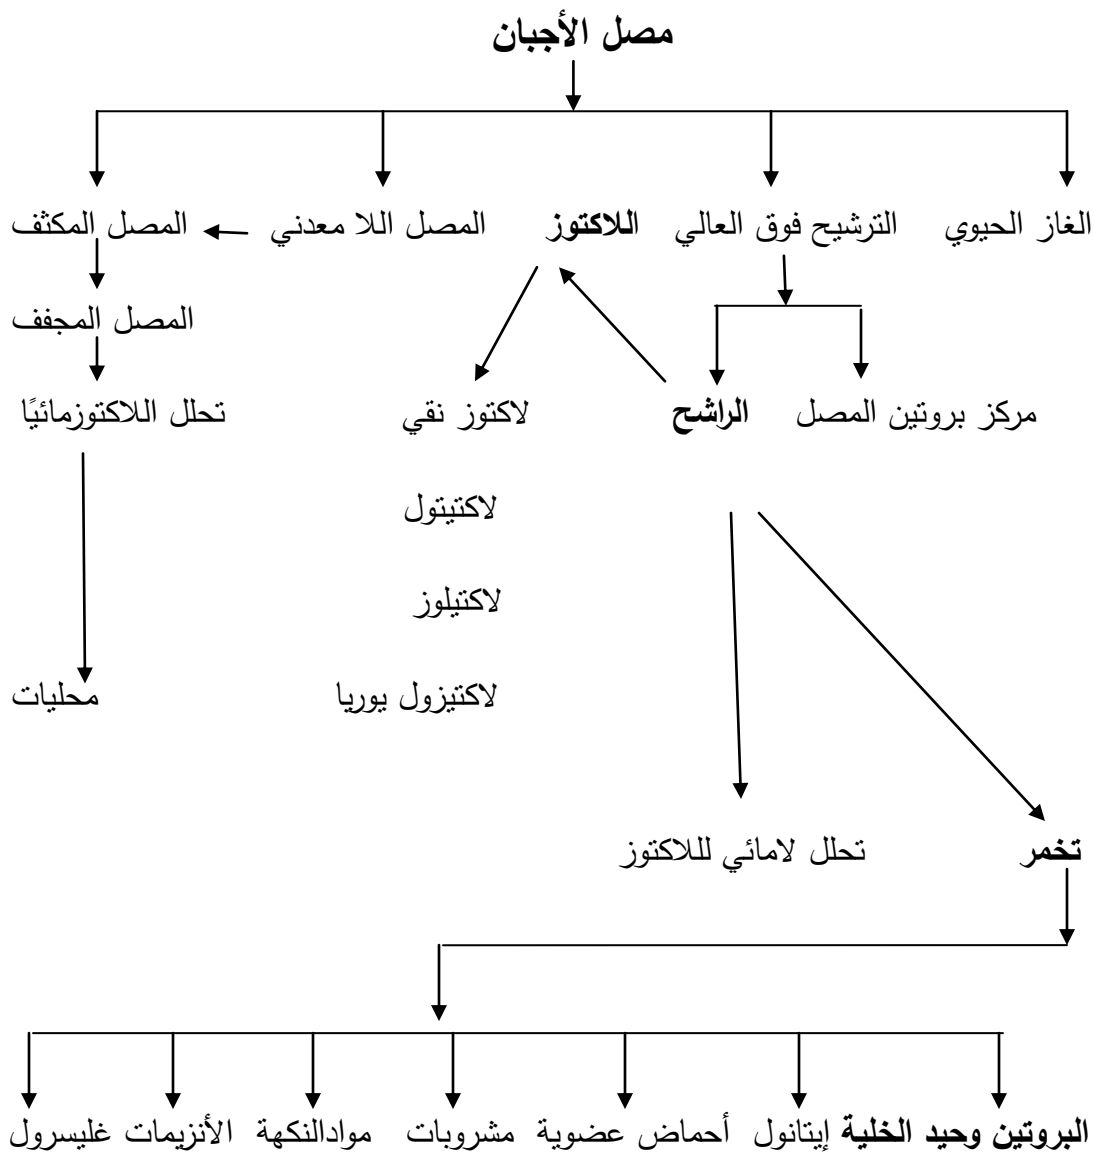 مصل الأجبان
الغاز الحيوي الترشيح فوق العالي اللاكتوز المصل اللا معدني المصل المكثف
المصل المجفف
مركز بروتين المصل الراشح لاكتوز نقي تحلل اللاكتوزمائيًا
لاكتيتول
لاكتيلوز
لاكتيزول يوريا محليات
تخمر تحلل لامائي للاكتوز
البروتين وحيد الخلية إيتانول أحماض عضوية مشروبات موادالنكهة الأنزيمات غليسرول